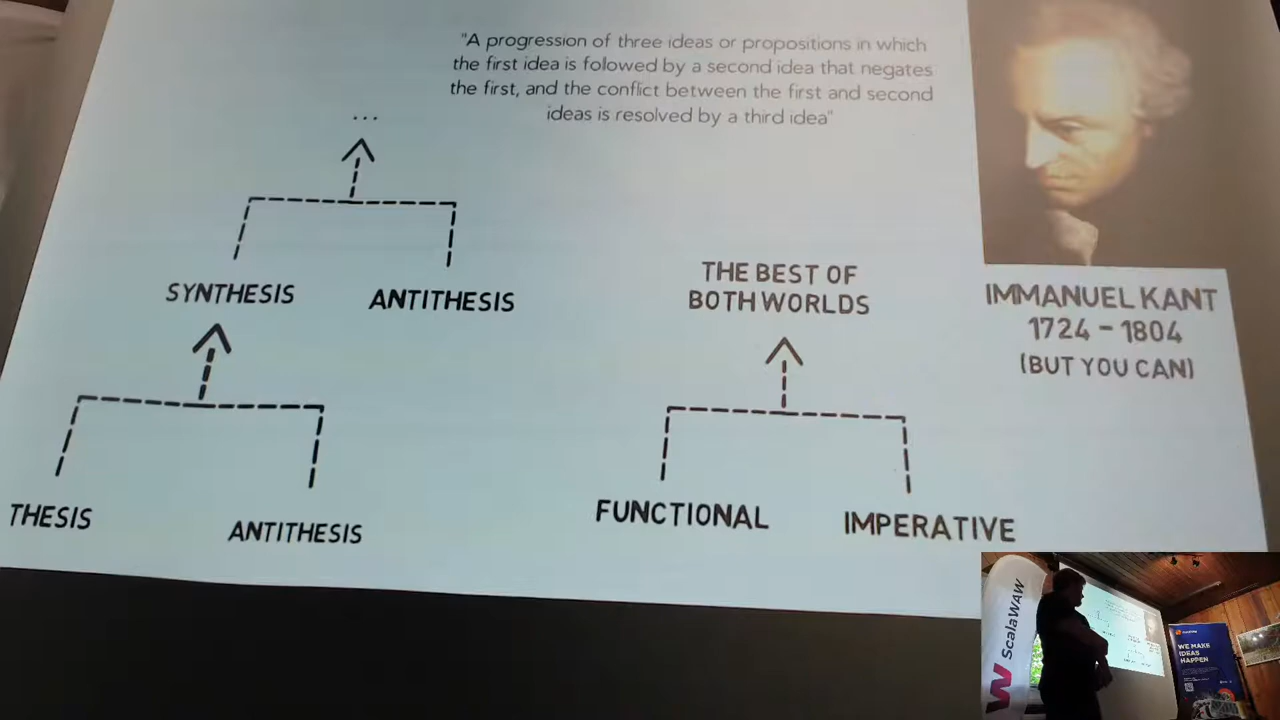 "A progression of three ideas or propositions in which
the first idea is followed by a second idea that negates
the first, and the conflict between the first and second
ideas is resolved by a third idea"
...
SYNTHESIS
ANTITHESIS
THESIS
ANTITHESIS
THE BEST OF
BOTH WORLDS
FUNCTIONAL
IMPERATIVE
IMMANUEL KANT
1724 - 1804
(BUT YOU CAN)
W ScalaWAW
WE MAKE
IDEAS
HAPPEN